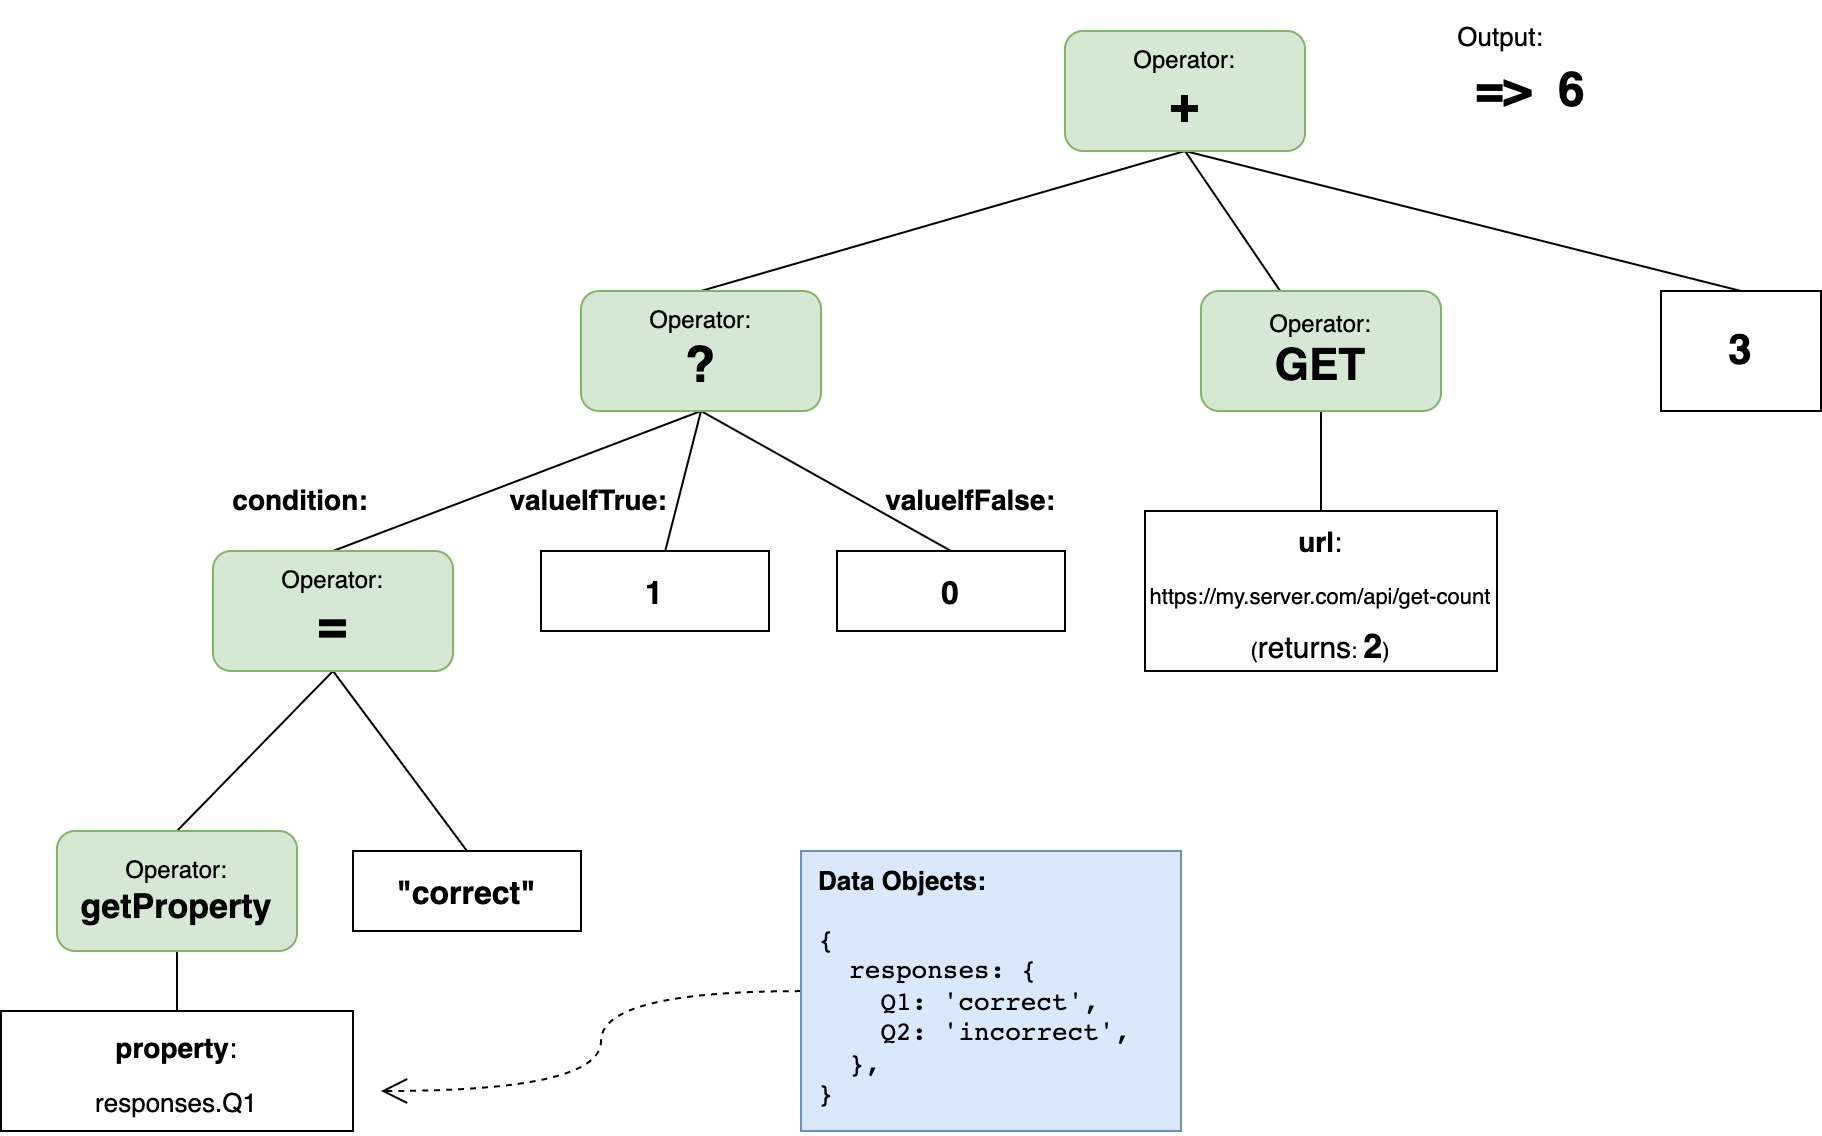 Operator:
+
Output:
=> 6
Operator:
?
Operator:
GET
3
condition:
valueIfTrue:
valueIfFalse:
Operator:
=
1
0
url:
https://my.server.com/api/get-count
(returns: 2)
Operator:
getProperty
"correct"
property:
responses.Q1
Data Objects:
{
responses: {
Q1: 'correct',
Q2: 'incorrect',
},
}